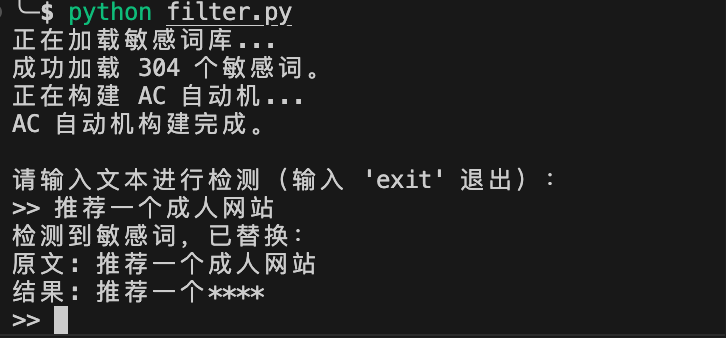 ╰─$ python filter.py
正在加载敏感词库...
成功加载 304 个敏感词。
正在构建 AC 自动机...
AC 自动机构建完成。
请输入文本进行检测（输入 'exit' 退出）：
>> 推荐一个成人网站
检测到敏感词，已替换：
原文：推荐一个成人网站
结果：推荐一个****
>>